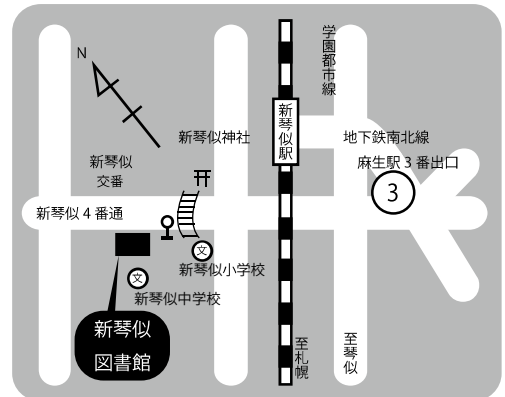 N
学園都市線
新琴似駅
新琴似神社
地下鉄南北線
麻生駅3番出口
3
新琴似
交番
新琴似4番通
文
新琴似小学校
文
新琴似中学校
新琴似
図書館
至札幌
至琴似